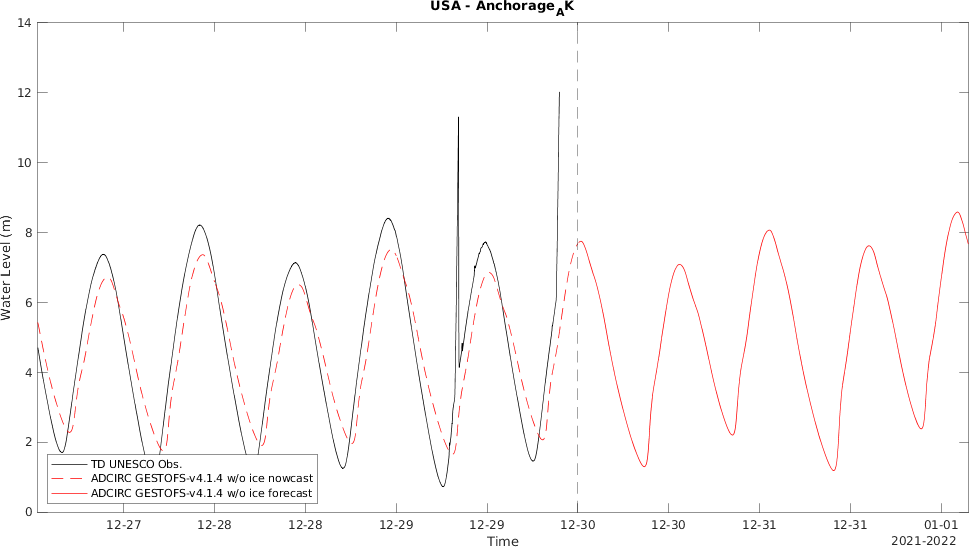 USA - Anchorage_AK
14
12
10
8
6
4
2
0
Water Level (m)
TD UNESCO Obs.
ADCIRC GESTOFS-v4.1.4 w/o ice nowcast
ADCIRC GESTOFS-v4.1.4 w/o ice forecast
12-27 12-28 12-28 12-29 12-29 12-30 12-30 12-31 12-31 01-01
Time
2021-2022